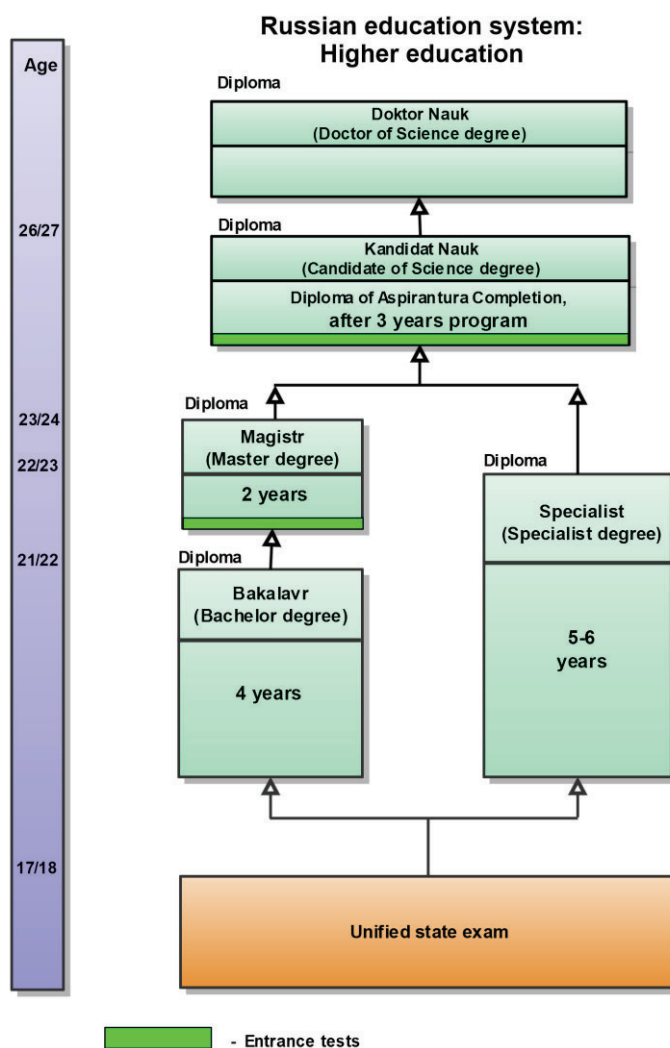 Russian education system:
Higher education
Age
Diploma
Doktor Nauk
(Doctor of Science degree)
26/27
Diploma
Kandidat Nauk
(Candidate of Science degree)
Diploma of Aspirantura Completion,
after 3 years program
23/24
Diploma
Magistr
(Master degree)
22/23
2 years
Diploma
Specialist
(Specialist degree)
21/22
Diploma
Bakalavr
(Bachelor degree)
4 years
5-6
years
17/18
Unified state exam
- Entrance tests